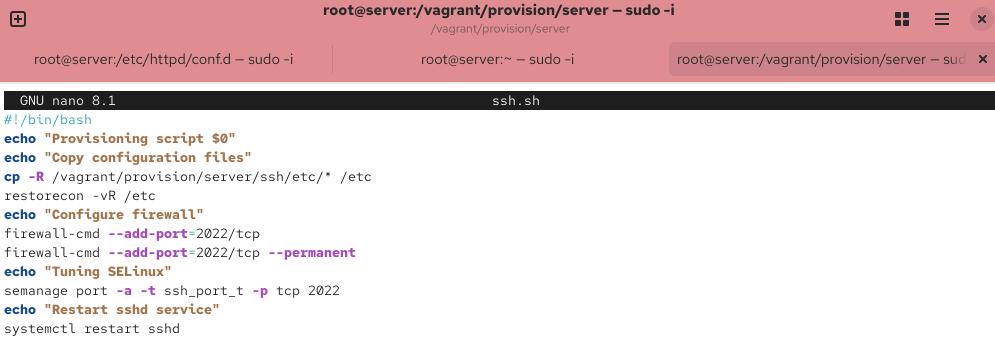 root@server:/vagrant/provision/server — sudo -i
/vagrant/provision/server
root@server:/etc/httpd/conf.d — sudo -i
root@server:~ — sudo -i
root@server:/vagrant/provision/server — sud
GNU nano 8.1 ssh.sh
#!/bin/bash
echo "Provisioning script $0"
echo "Copy configuration files"
cp -R /vagrant/provision/server/ssh/etc/* /etc
restorecon -vR /etc
echo "Configure firewall"
firewall-cmd --add-port=2022/tcp
firewall-cmd --add-port=2022/tcp --permanent
echo "Tuning SELinux"
semanage port -a -t ssh_port_t -p tcp 2022
echo "Restart sshd service"
systemctl restart sshd